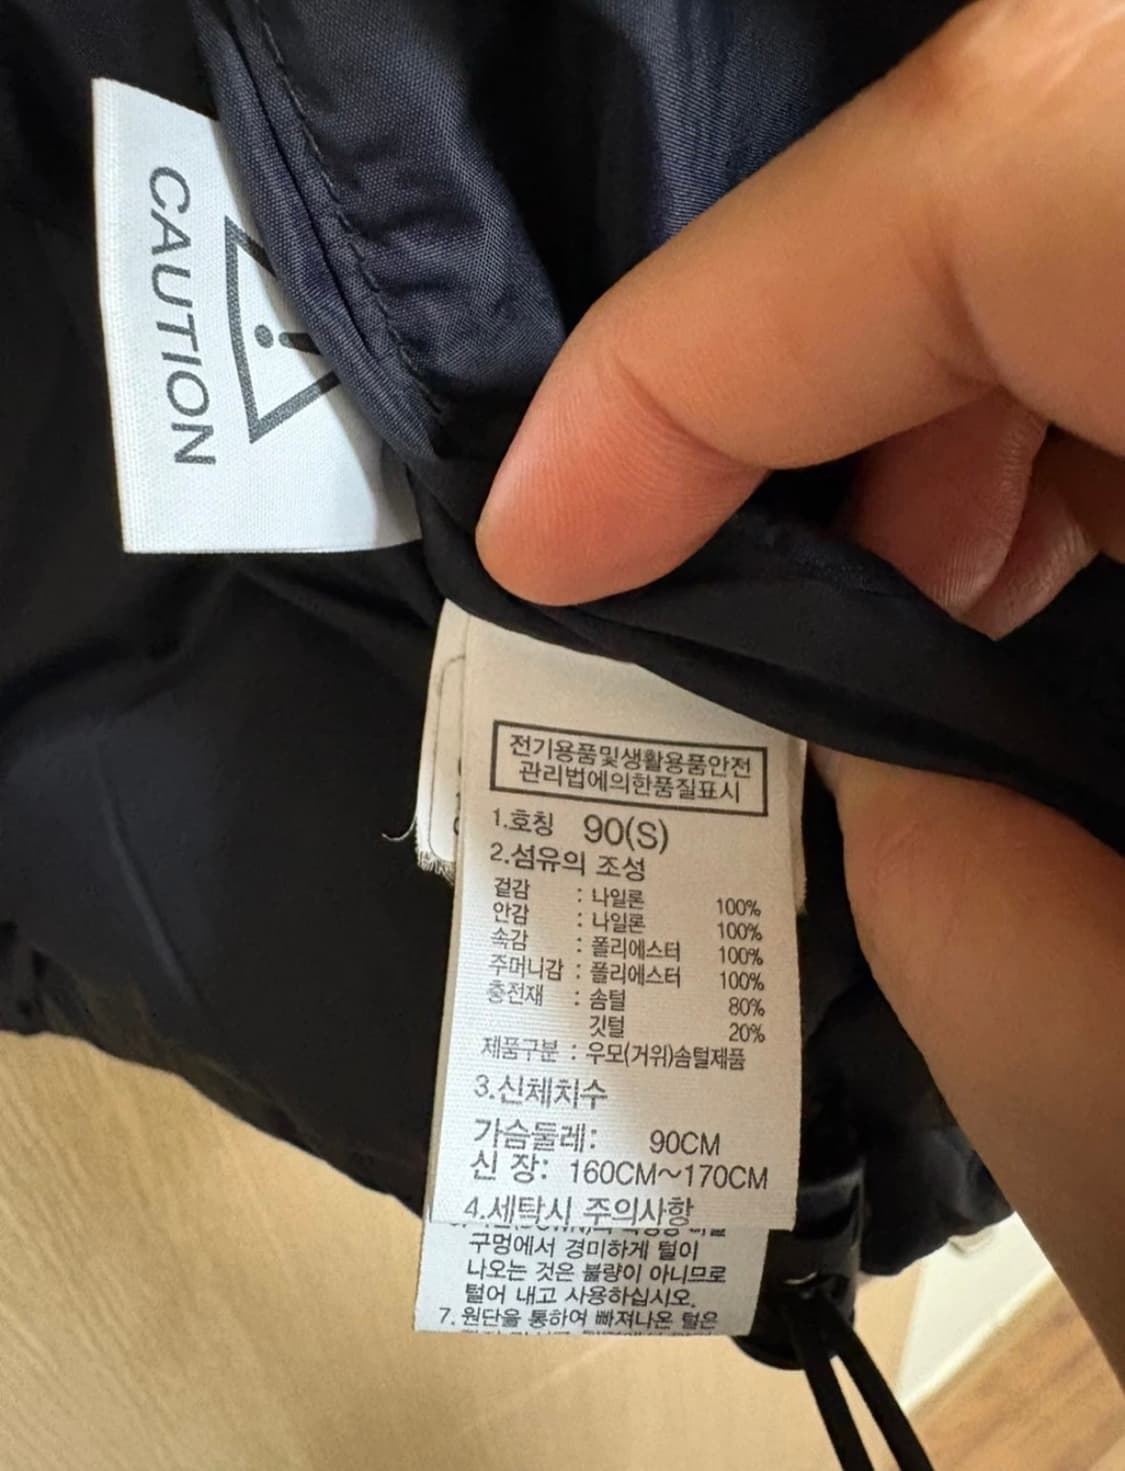 CAUTION
전기용품및생활용품안전
관리법에의한품질표시
1.호칭 90(S)
2.섬유의 조성
겉감 : 나일론 100%
안감 : 나일론 100%
속감 : 폴리에스터 100%
주머니감 : 폴리에스터 100%
충전재 : 솜털 80%
깃털 20%
제품구분 : 우모(거위)솜털제품
3.신체치수
가슴둘레: 90CM
신 장: 160CM~170CM
4.세탁시 주의사항
구멍에서 경미하게 털이
나오는 것은 불량이 아니므로
털어 내고 사용하십시오.
7. 원단을 통하여 빠져나온 털은